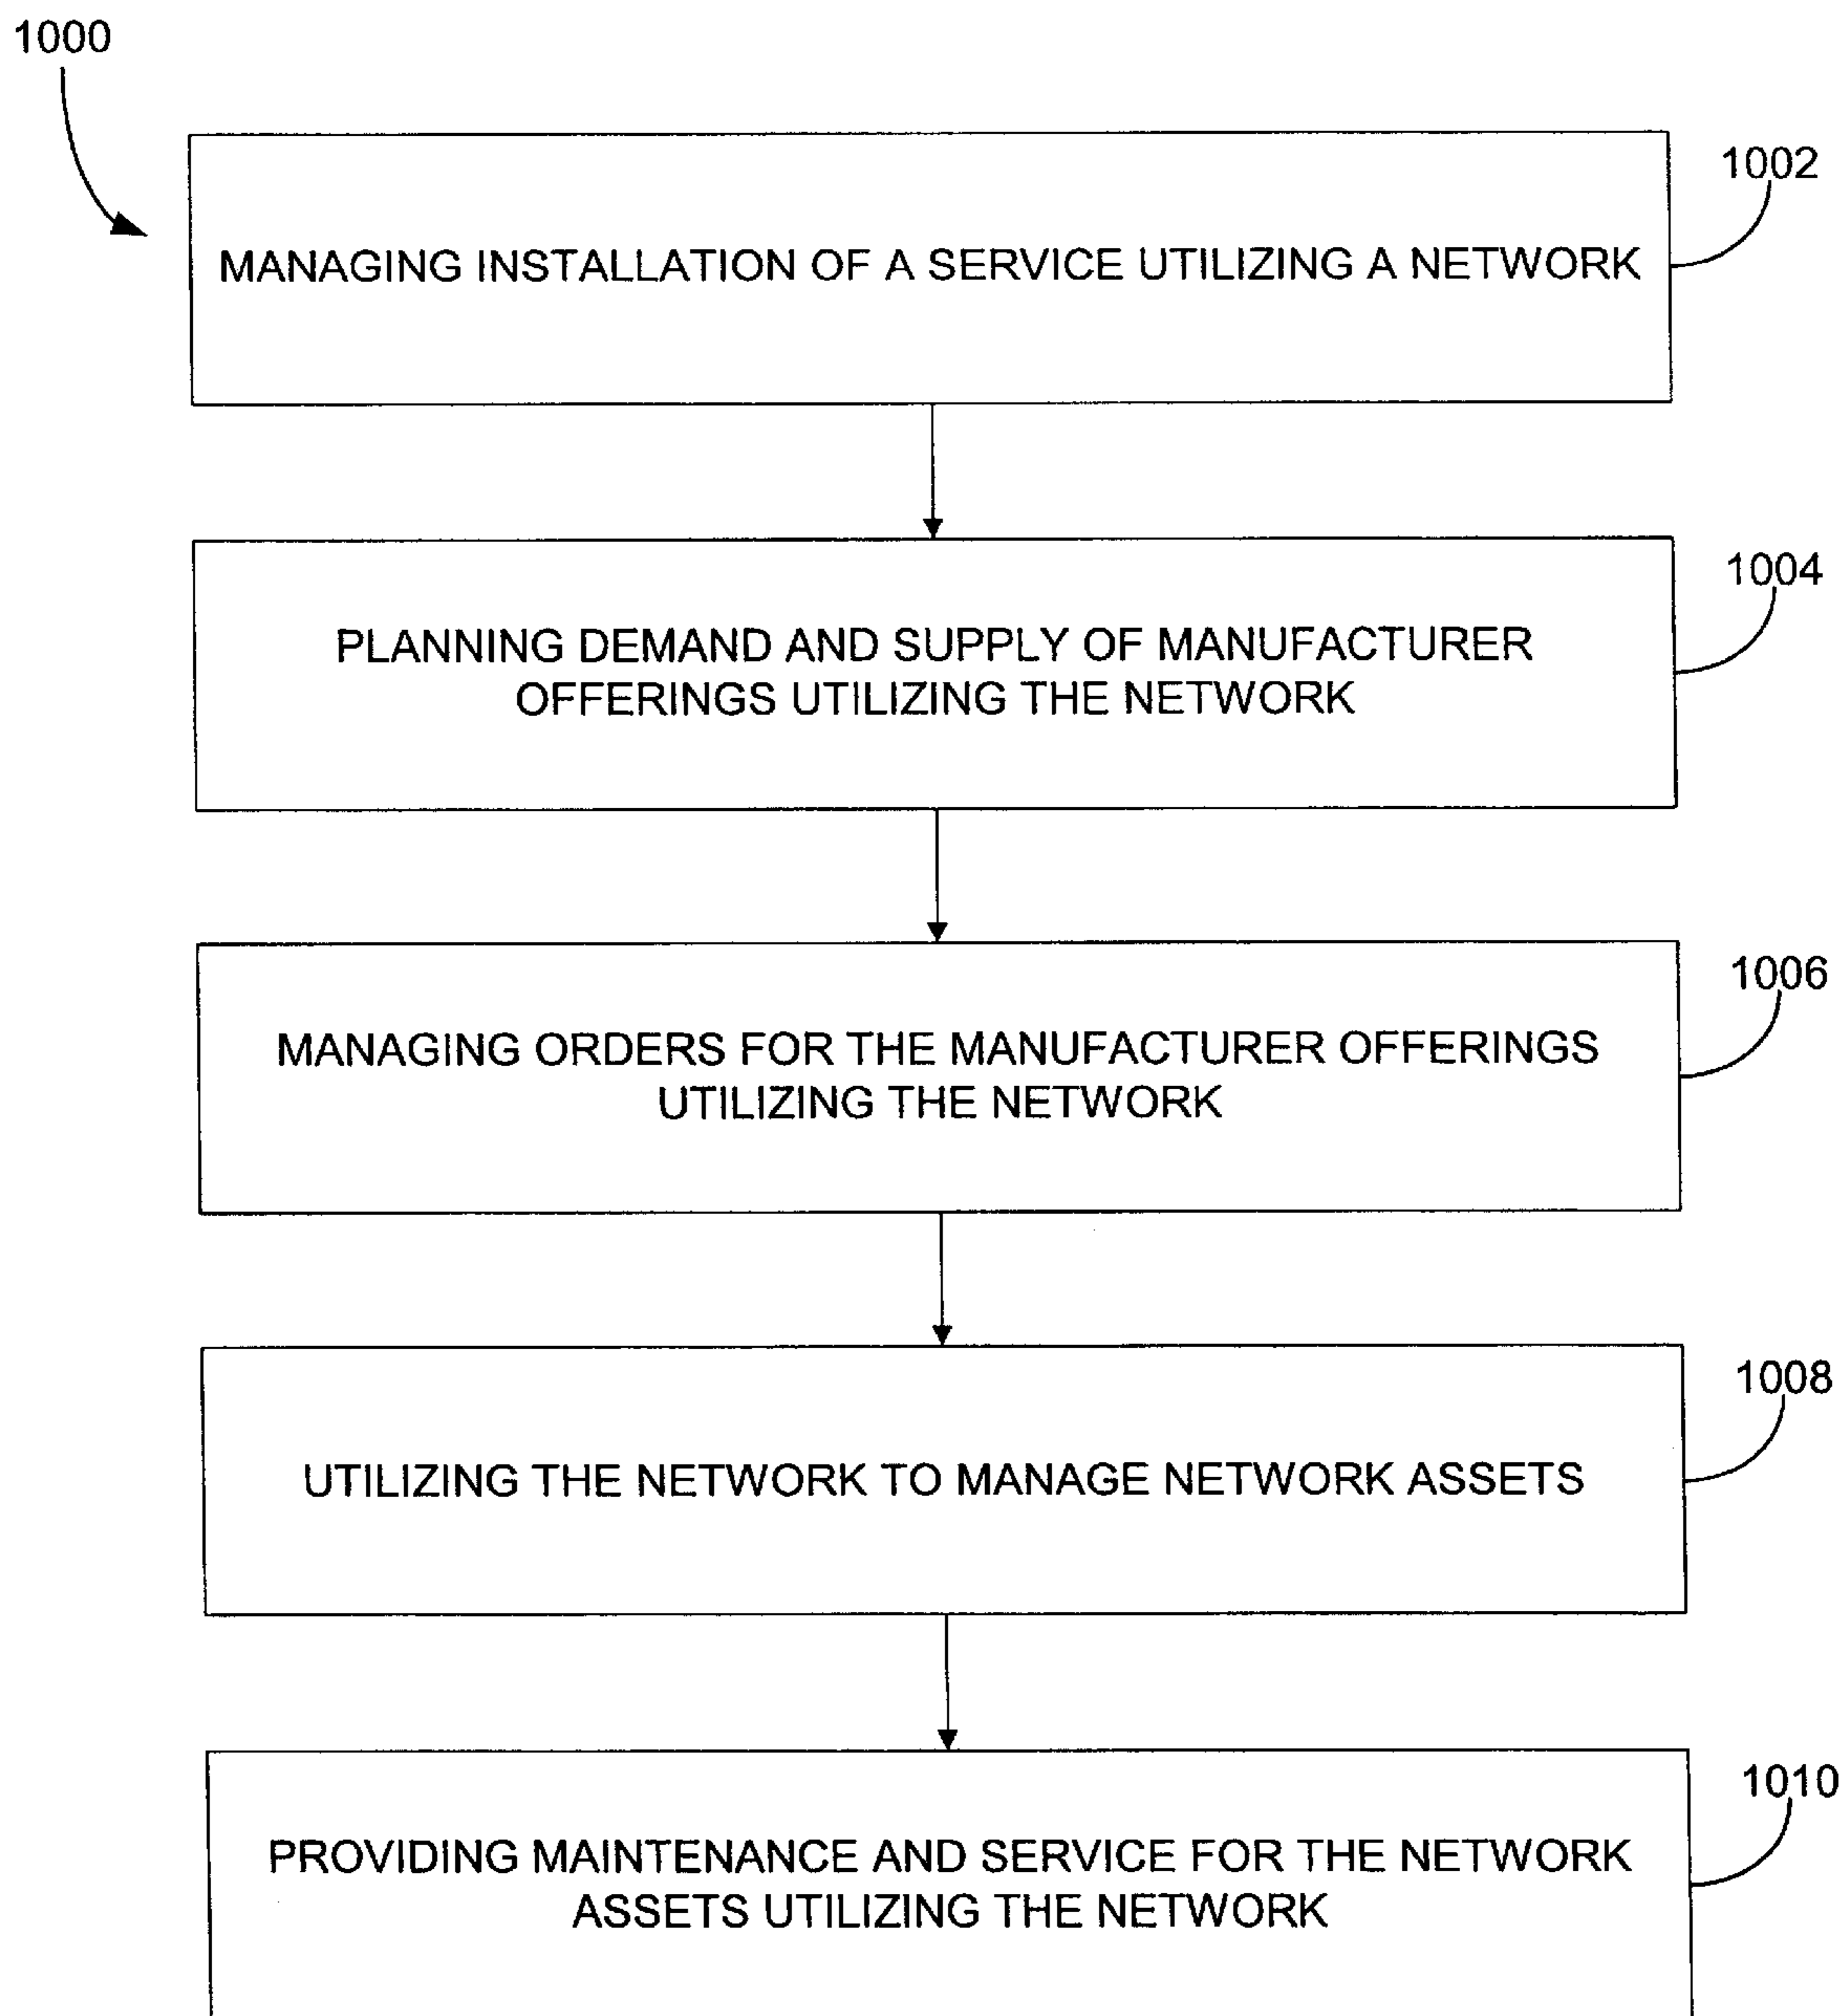 1000
1002
MANAGING INSTALLATION OF A SERVICE UTILIZING A NETWORK
1004
PLANNING DEMAND AND SUPPLY OF MANUFACTURER
OFFERINGS UTILIZING THE NETWORK
1006
MANAGING ORDERS FOR THE MANUFACTURER OFFERINGS
UTILIZING THE NETWORK
1008
UTILIZING THE NETWORK TO MANAGE NETWORK ASSETS
1010
PROVIDING MAINTENANCE AND SERVICE FOR THE NETWORK
ASSETS UTILIZING THE NETWORK